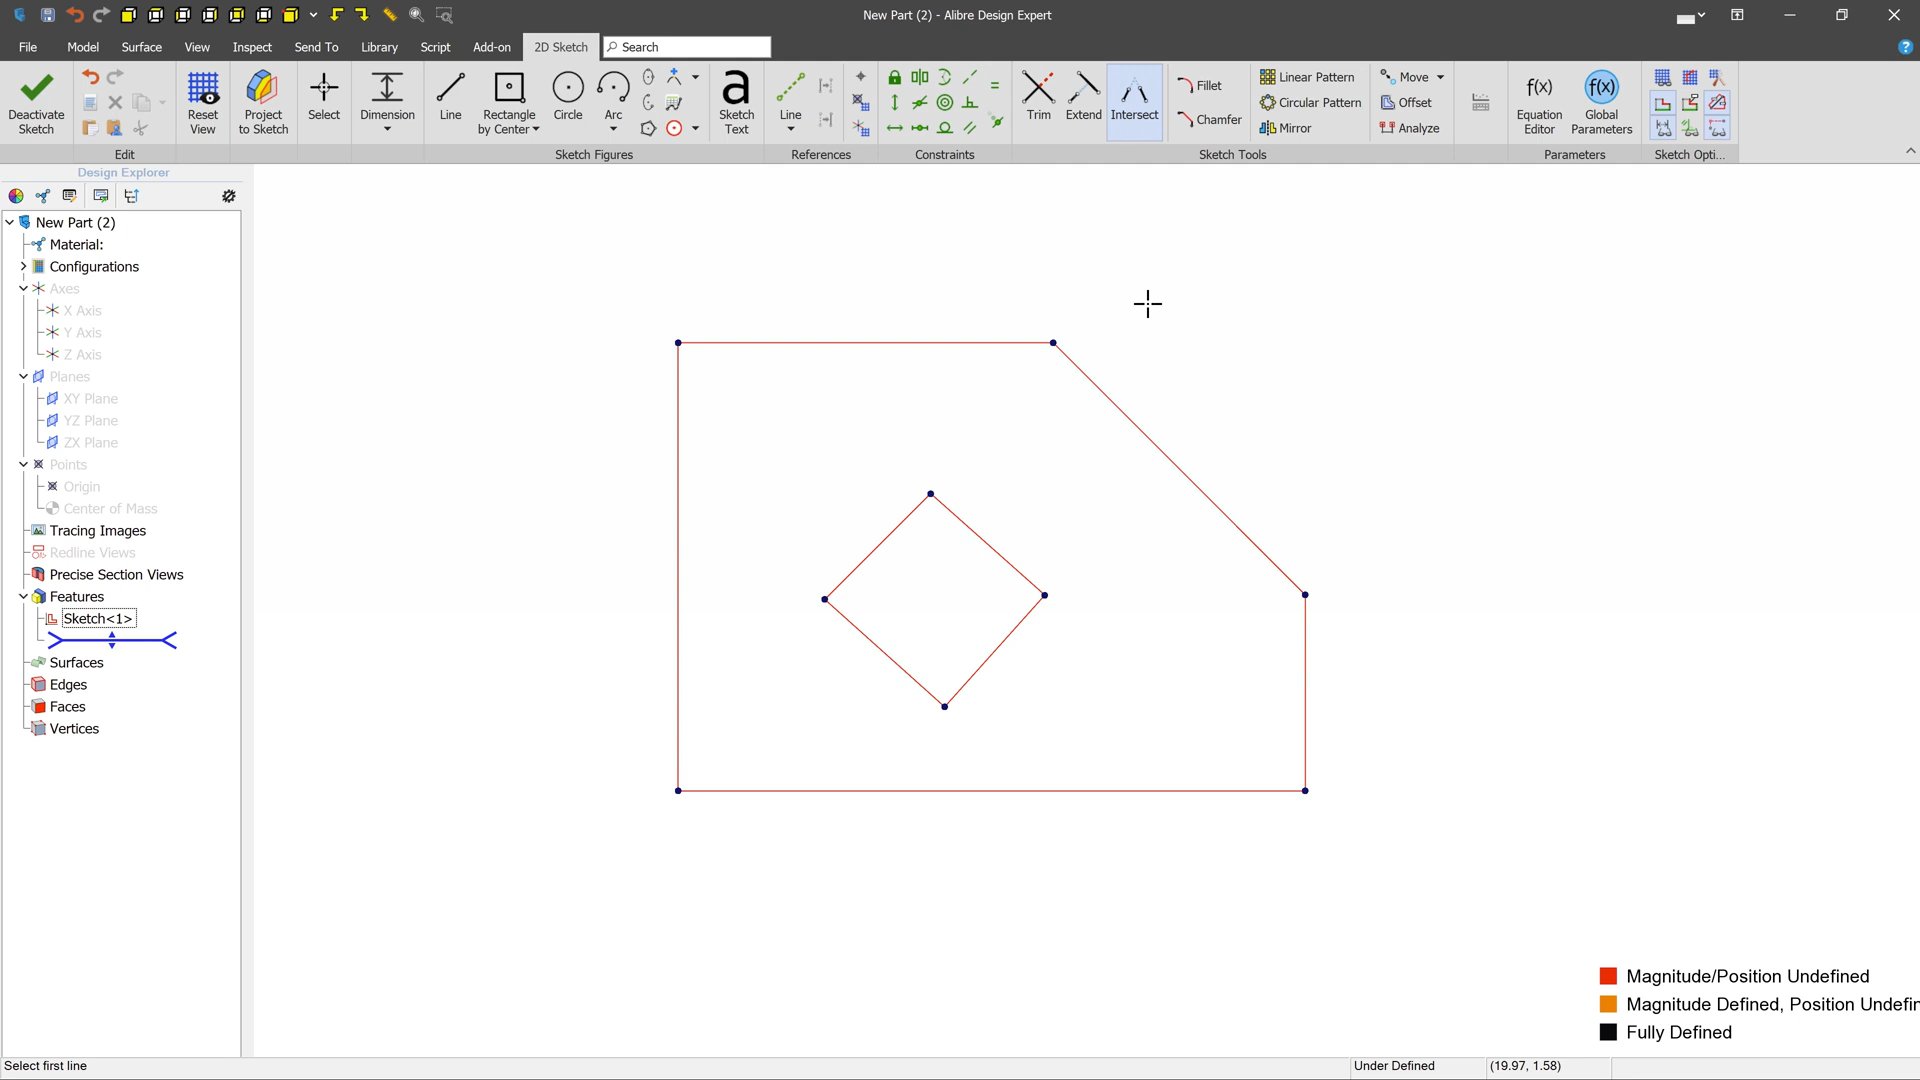 New Part (2) - Alibre Design Expert
File Model Surface View Inspect Send To Library Script Add-on 2D Sketch Search
Deactivate Sketch
Edit
Reset View
Project to Sketch
Select
Dimension
Line
Rectangle by Center
Circle
Arc
Sketch Figures
Sketch Text
Line
References
Constraints
Trim
Extend
Intersect
Fillet
Chamfer
Linear Pattern
Circular Pattern
Mirror
Move
Offset
Analyze
Sketch Tools
f(x)
Equation Editor
f(x)
Global Parameters
Parameters
Sketch Opti...
Design Explorer
New Part (2)
Material:
Configurations
Axes
X Axis
Y Axis
Z Axis
Planes
XY Plane
YZ Plane
ZX Plane
Points
Origin
Center of Mass
Tracing Images
Redline Views
Precise Section Views
Features
Sketch<1>
Surfaces
Edges
Faces
Vertices
Magnitude/Position Undefined
Magnitude Defined, Position Undefin
Fully Defined
Select first line
Under Defined
(19.97, 1.58)